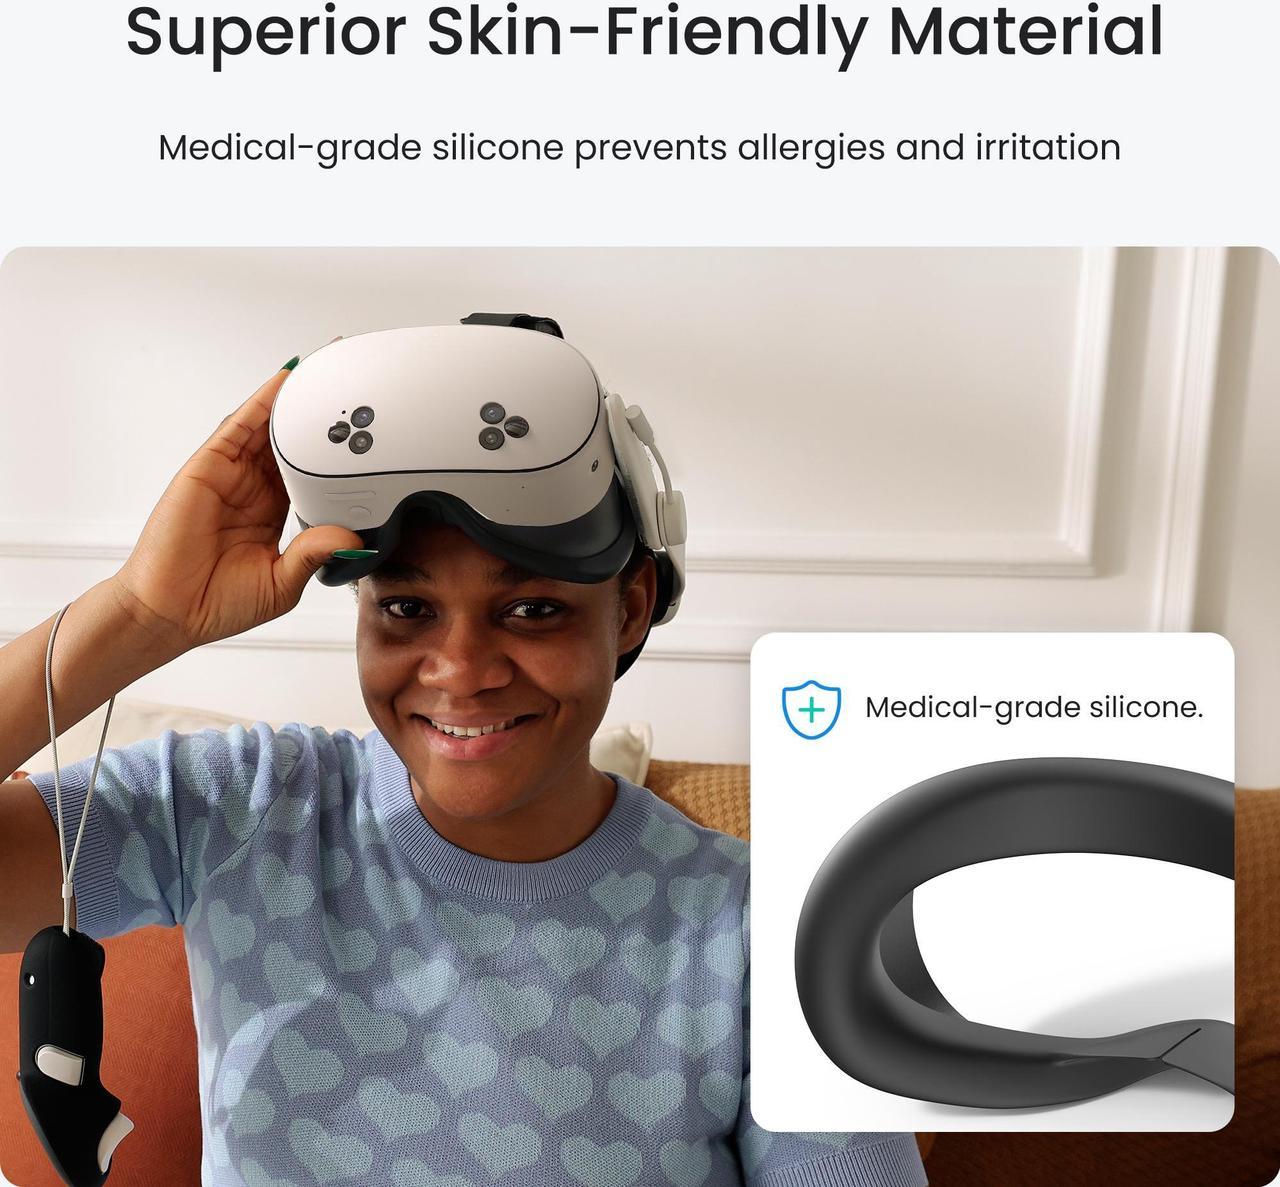 Superior Skin-Friendly Material
Medical-grade silicone prevents allergies and irritation
Medical-grade silicone.